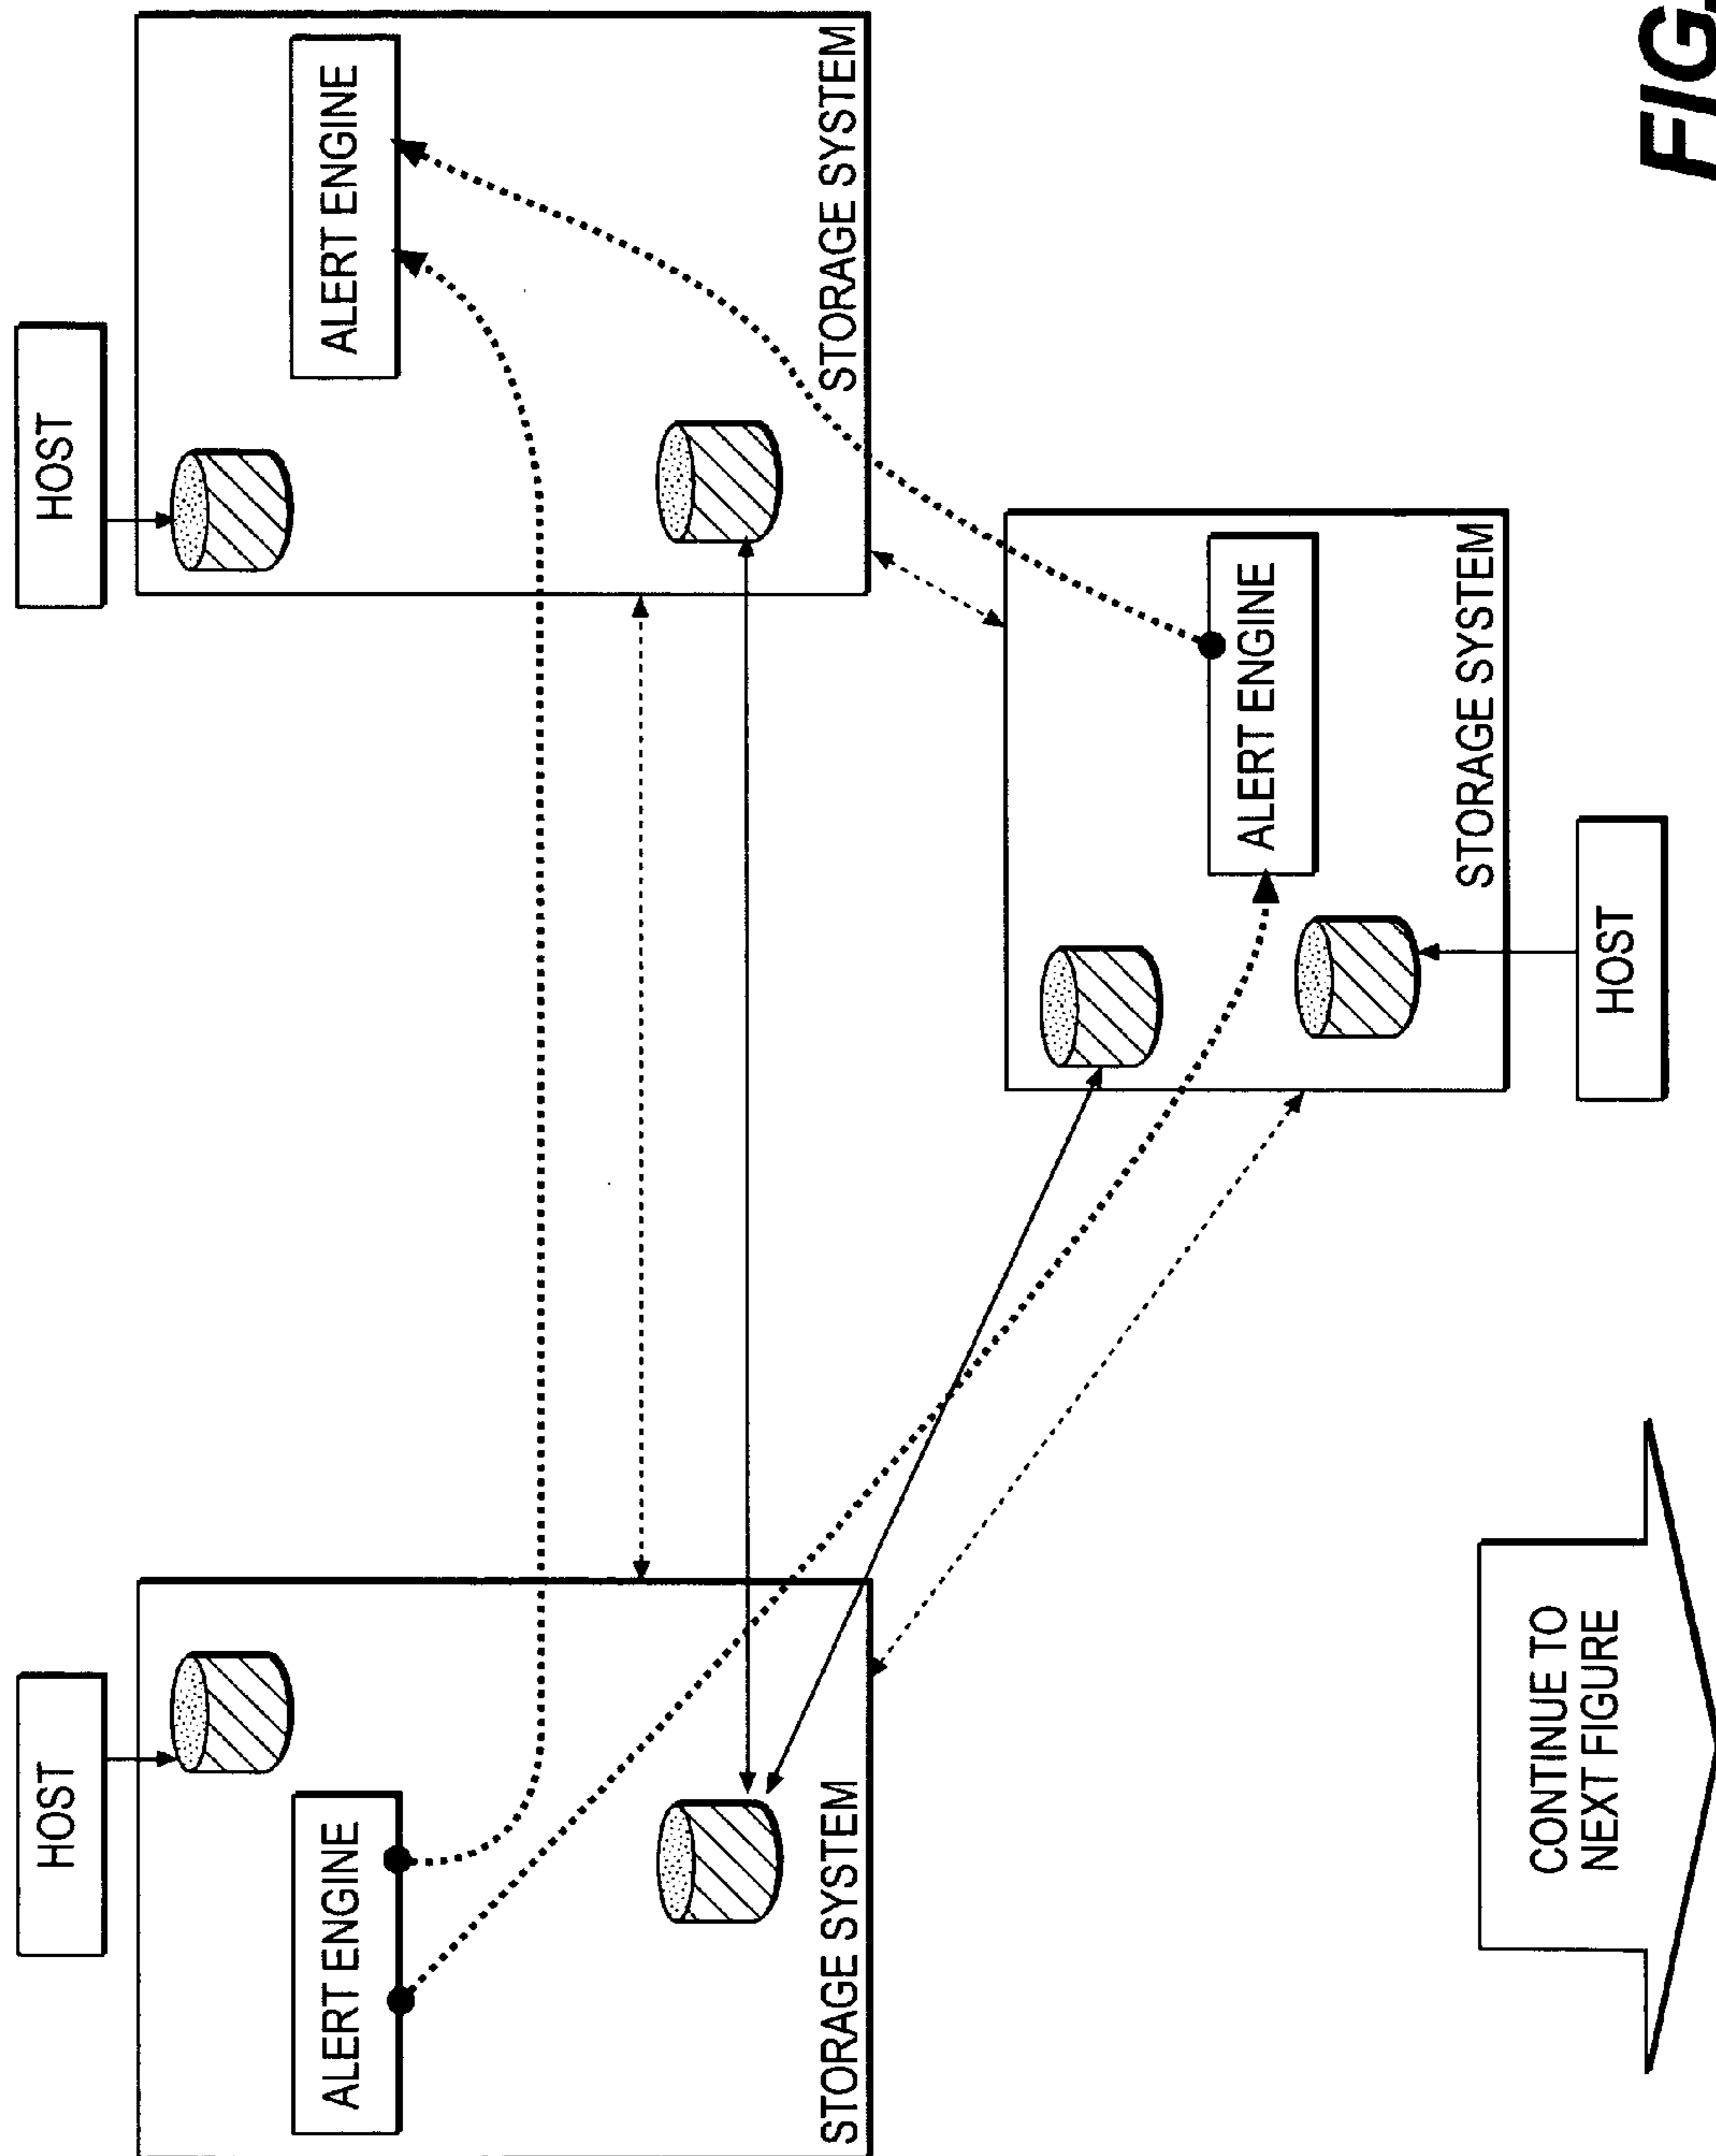 HOST
HOST
ALERT ENGINE
ALERT ENGINE
STORAGE SYSTEM
STORAGE SYSTEM
ALERT ENGINE
STORAGE SYSTEM
HOST
CONTINUE TO
NEXT FIGURE
FIG.